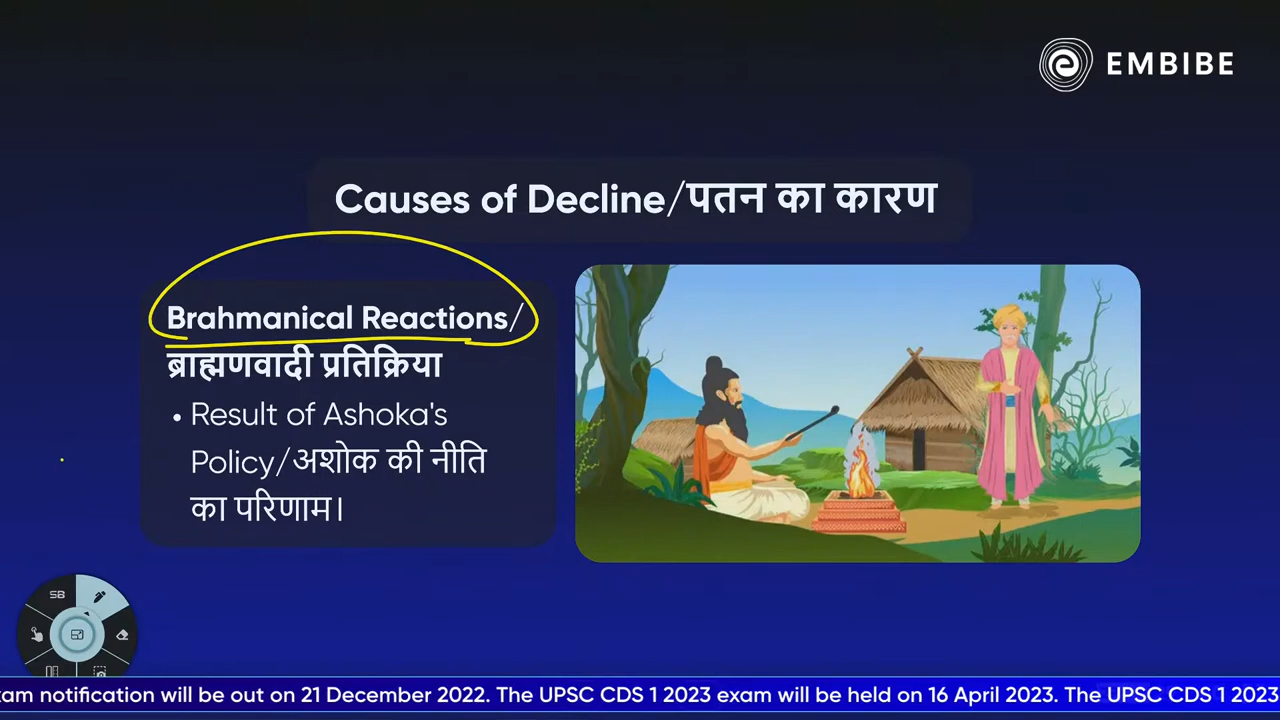 EMBIBE
Causes of Decline/पतन का कारण
Brahmanical Reactions/
ब्राह्मणवादी प्रतिक्रिया
• Result of Ashoka's
Policy/अशोक की नीति
का परिणाम।
SB
am notification will be out on 21 December 2022. The UPSC CDS 1 2023 exam will be held on 16 April 2023. The UPSC CDS 1 2023